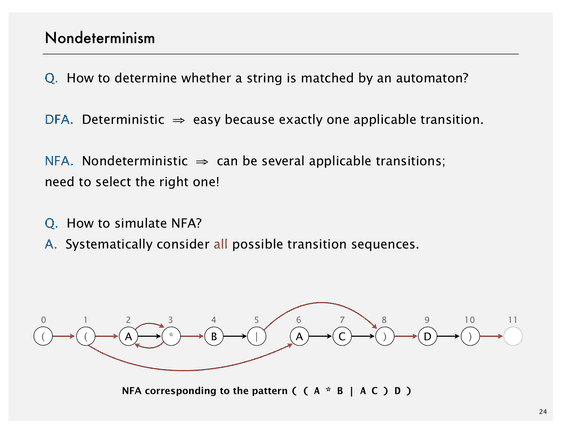 Nondeterminism
Q. How to determine whether a string is matched by an automaton?
DFA. Deterministic ⇒ easy because exactly one applicable transition.
NFA. Nondeterministic ⇒ can be several applicable transitions;
need to select the right one!
Q. How to simulate NFA?
A. Systematically consider all possible transition sequences.
0 1 2 3 4 5 6 7 8 9 10 11
( ( A * B | A C ) D )
NFA corresponding to the pattern ( ( A * B | A C ) D )
24